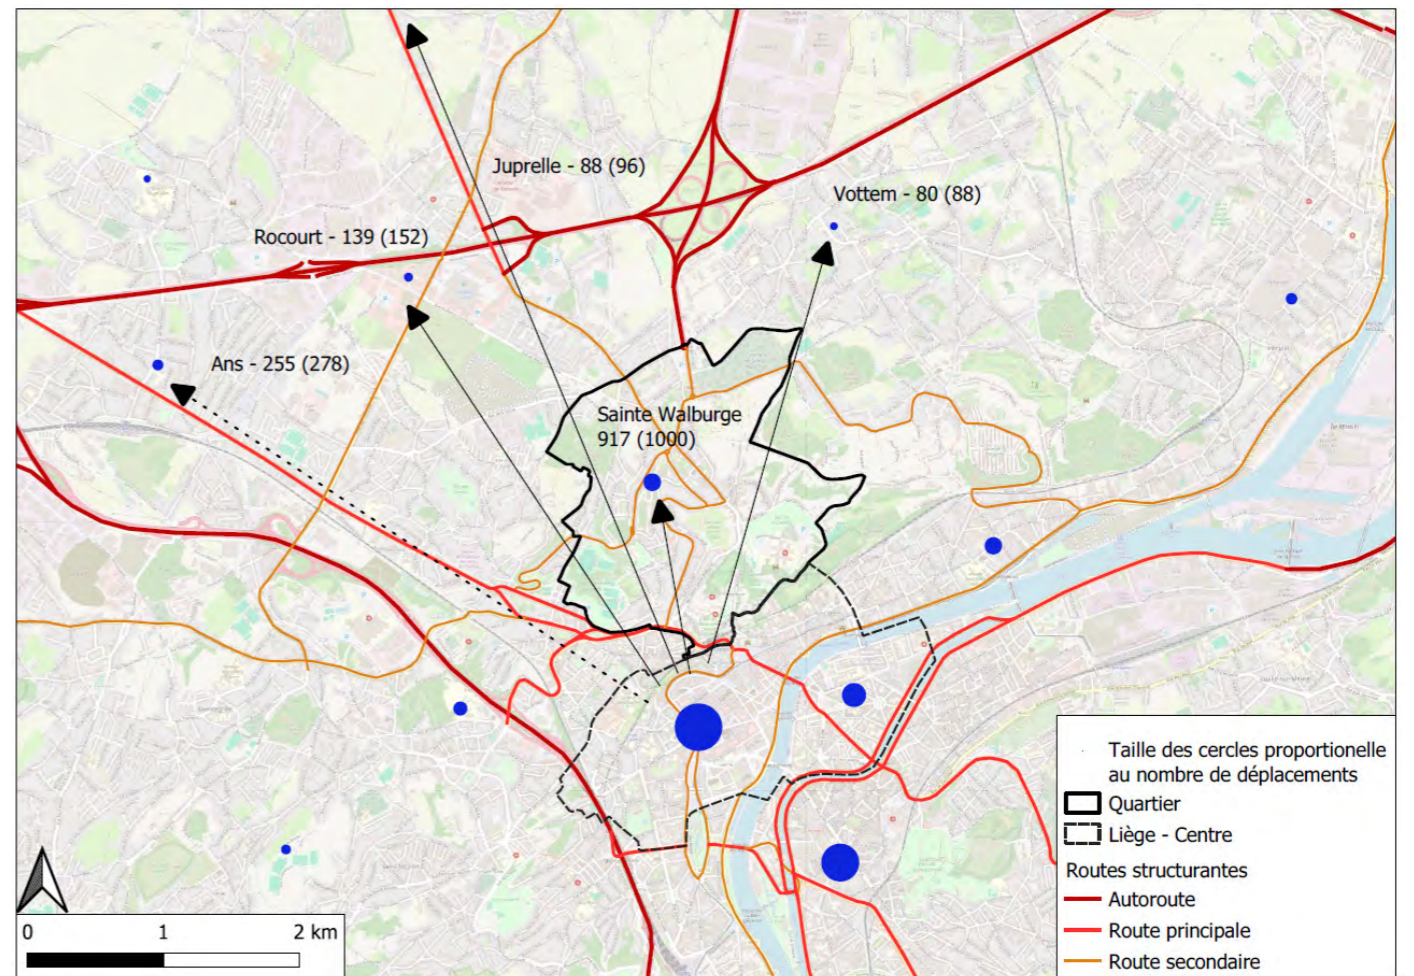 Juprelle - 88 (96)
Vottem - 80 (88)
Rocourt - 139 (152)
Ans - 255 (278)
Sainte Walburge
917 (1000)
Taille des cercles proportionelle
au nombre de déplacements
Quartier
Liège - Centre
Routes structurantes
Autoroute
Route principale
Route secondaire
0 1 2 km